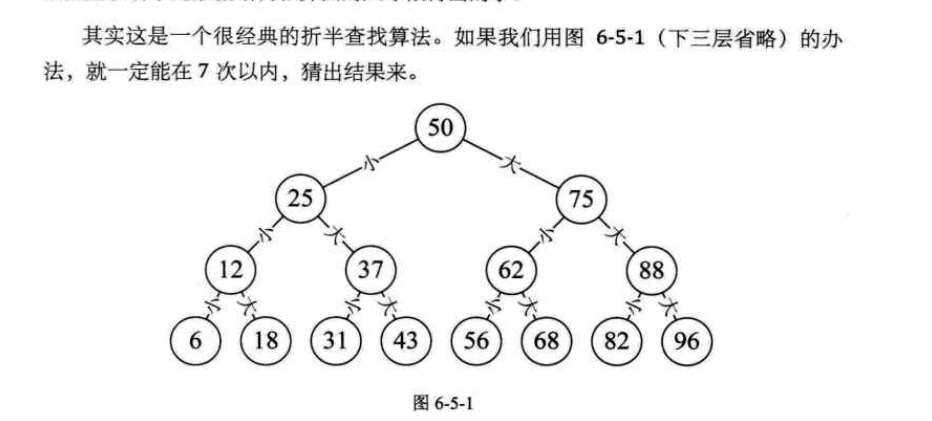 其实这是一个很经典的折半查找算法。如果我们用图 6-5-1（下三层省略）的办
法，就一定能在 7 次以内，猜出结果来。
50
小 大
25 75
小 大 小 大
12 37 62 88
小 大 小 大 小 大 小 大
6 18 31 43 56 68 82 96
图 6-5-1